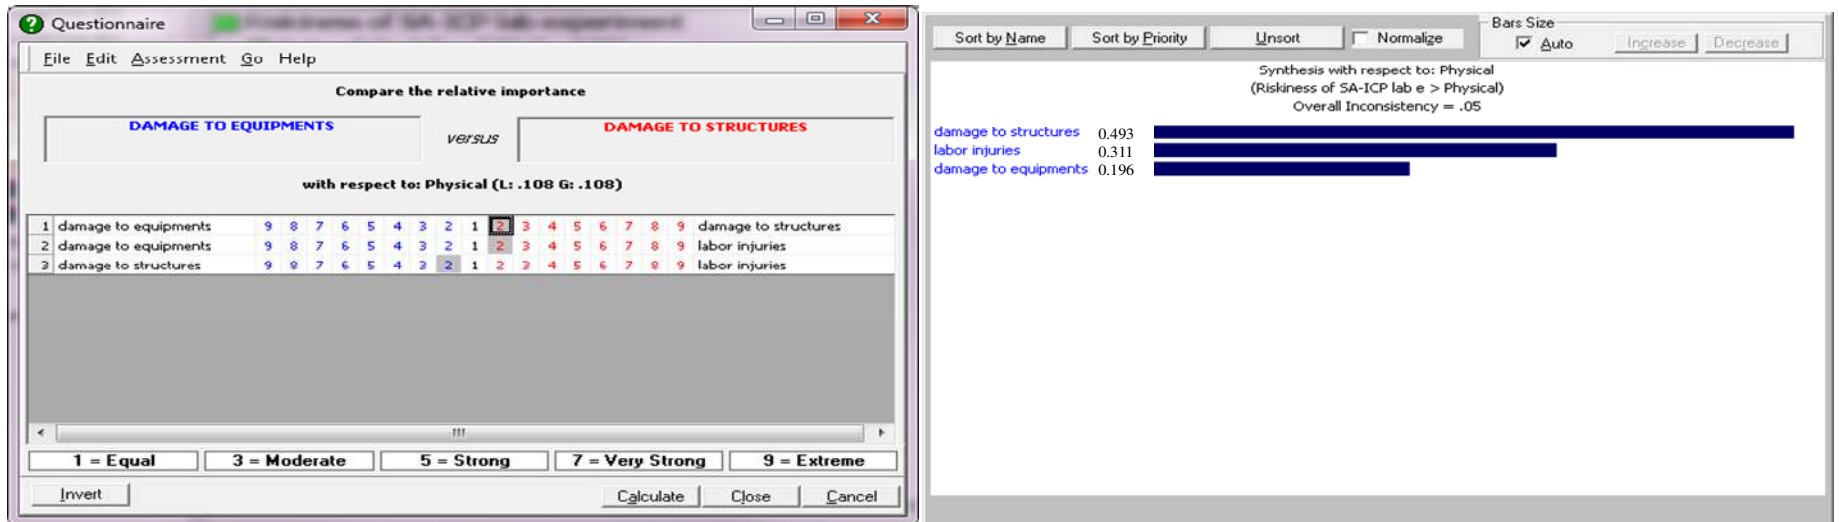 Questionnaire
Riskiness of SA-ICP lab experiment
File Edit Assessment Go Help
Compare the relative importance
DAMAGE TO EQUIPMENTS
versus
DAMAGE TO STRUCTURES
with respect to: Physical (L: .108 G: .108)
1 damage to equipments 9 8 7 6 5 4 3 2 1 2 3 4 5 6 7 8 9 damage to structures
2 damage to equipments 9 8 7 6 5 4 3 2 1 2 3 4 5 6 7 8 9 labor injuries
3 damage to structures 9 8 7 6 5 4 3 2 1 2 3 4 5 6 7 8 9 labor injuries
1 = Equal 3 = Moderate 5 = Strong 7 = Very Strong 9 = Extreme
Invert Calculate Close Cancel
Bars Size
Sort by Name Sort by Priority Unsort Normalize Auto Increase Decrease
Synthesis with respect to: Physical
(Riskiness of SA-ICP lab e > Physical)
Overall Inconsistency = .05
damage to structures 0.493
labor injuries 0.311
damage to equipments 0.196